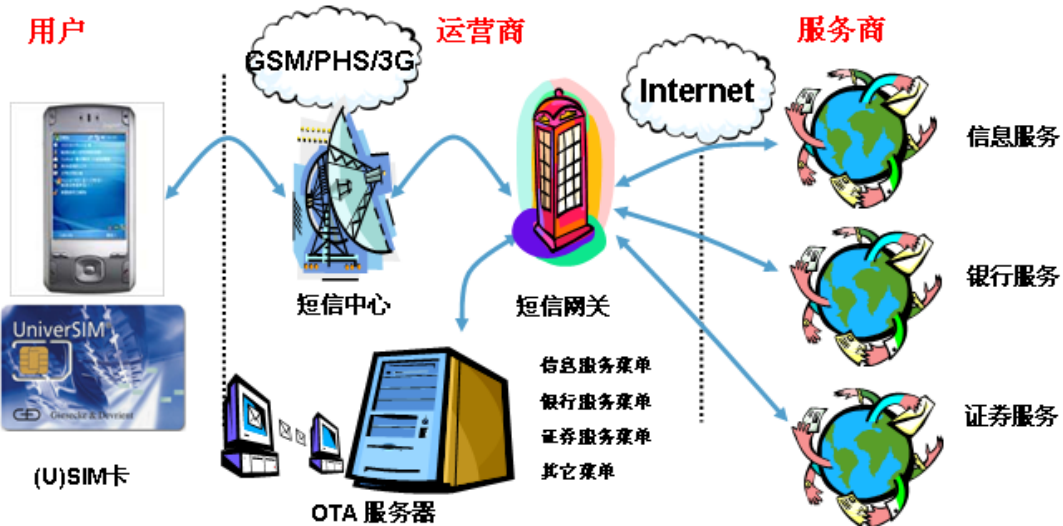 用户
运营商
服务商
GSM/PHS/3G
Internet
信息服务
银行服务
证券服务
短信中心
短信网关
UniverSIM
Giesecke & Devrient
(U)SIM卡
信息服务菜单
银行服务菜单
证券服务菜单
其它菜单
OTA 服务器